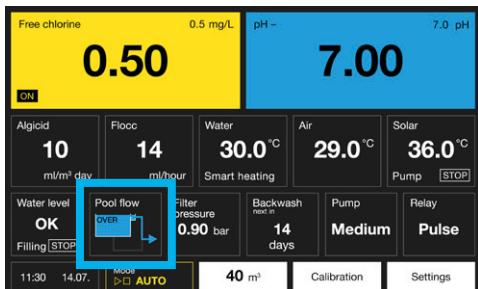 Free chlorine 0.5 mg/L
0.50
ON
pH – 7.0 pH
7.00
Algicid
10
ml/m³ day
Flocc
14
ml/hour
Water
30.0°C
Smart heating
Air
29.0°C
Solar
36.0°C
Pump STOP
Water level
OK
Filling STOP
Pool flow
OVER
Filter
pressure
0.90 bar
Backwash
next in
14
days
Pump
Medium
Relay
Pulse
11:30 14.07.
Mode
AUTO
40 m³
Calibration
Settings